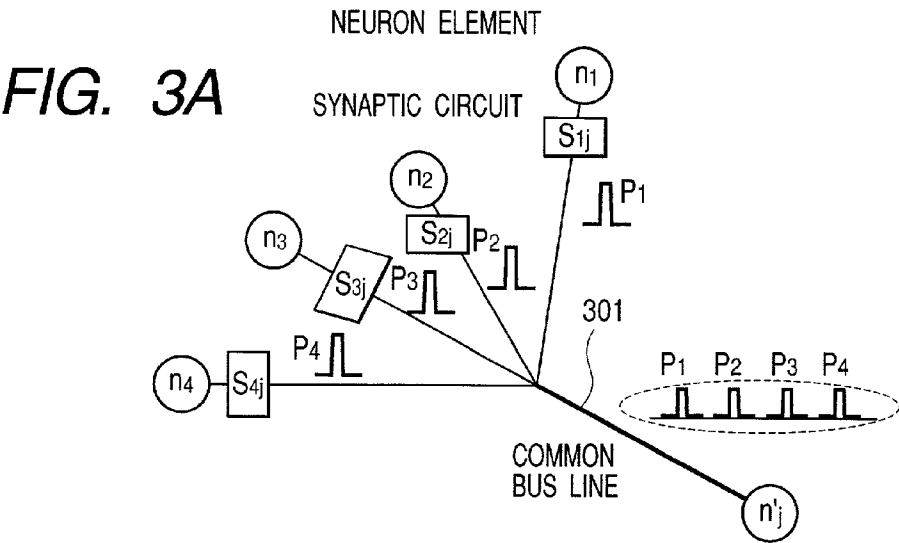 NEURON ELEMENT
FIG. 3A
SYNAPTIC CIRCUIT
n1
S1j
P1
n2
S2j
P2
n3
S3j
P3
n4
S4j
P4
301
P1 P2 P3 P4
COMMON
BUS LINE
n'j